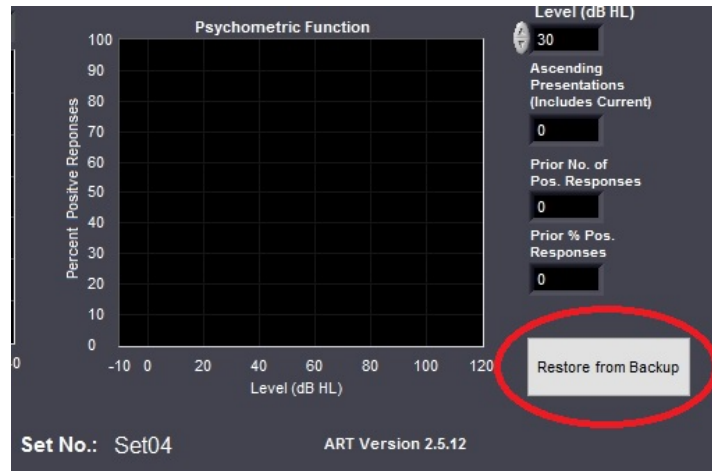 Psychometric Function
Percent Positve Reponses
100
90
80
70
60
50
40
30
20
10
0
-10 0 20 40 60 80 100 120
Level (dB HL)
Level (dB HL)
30
Ascending
Presentations
(Includes Current)
0
Prior No. of
Pos. Responses
0
Prior % Pos.
Responses
0
Restore from Backup
Set No.: Set04
ART Version 2.5.12